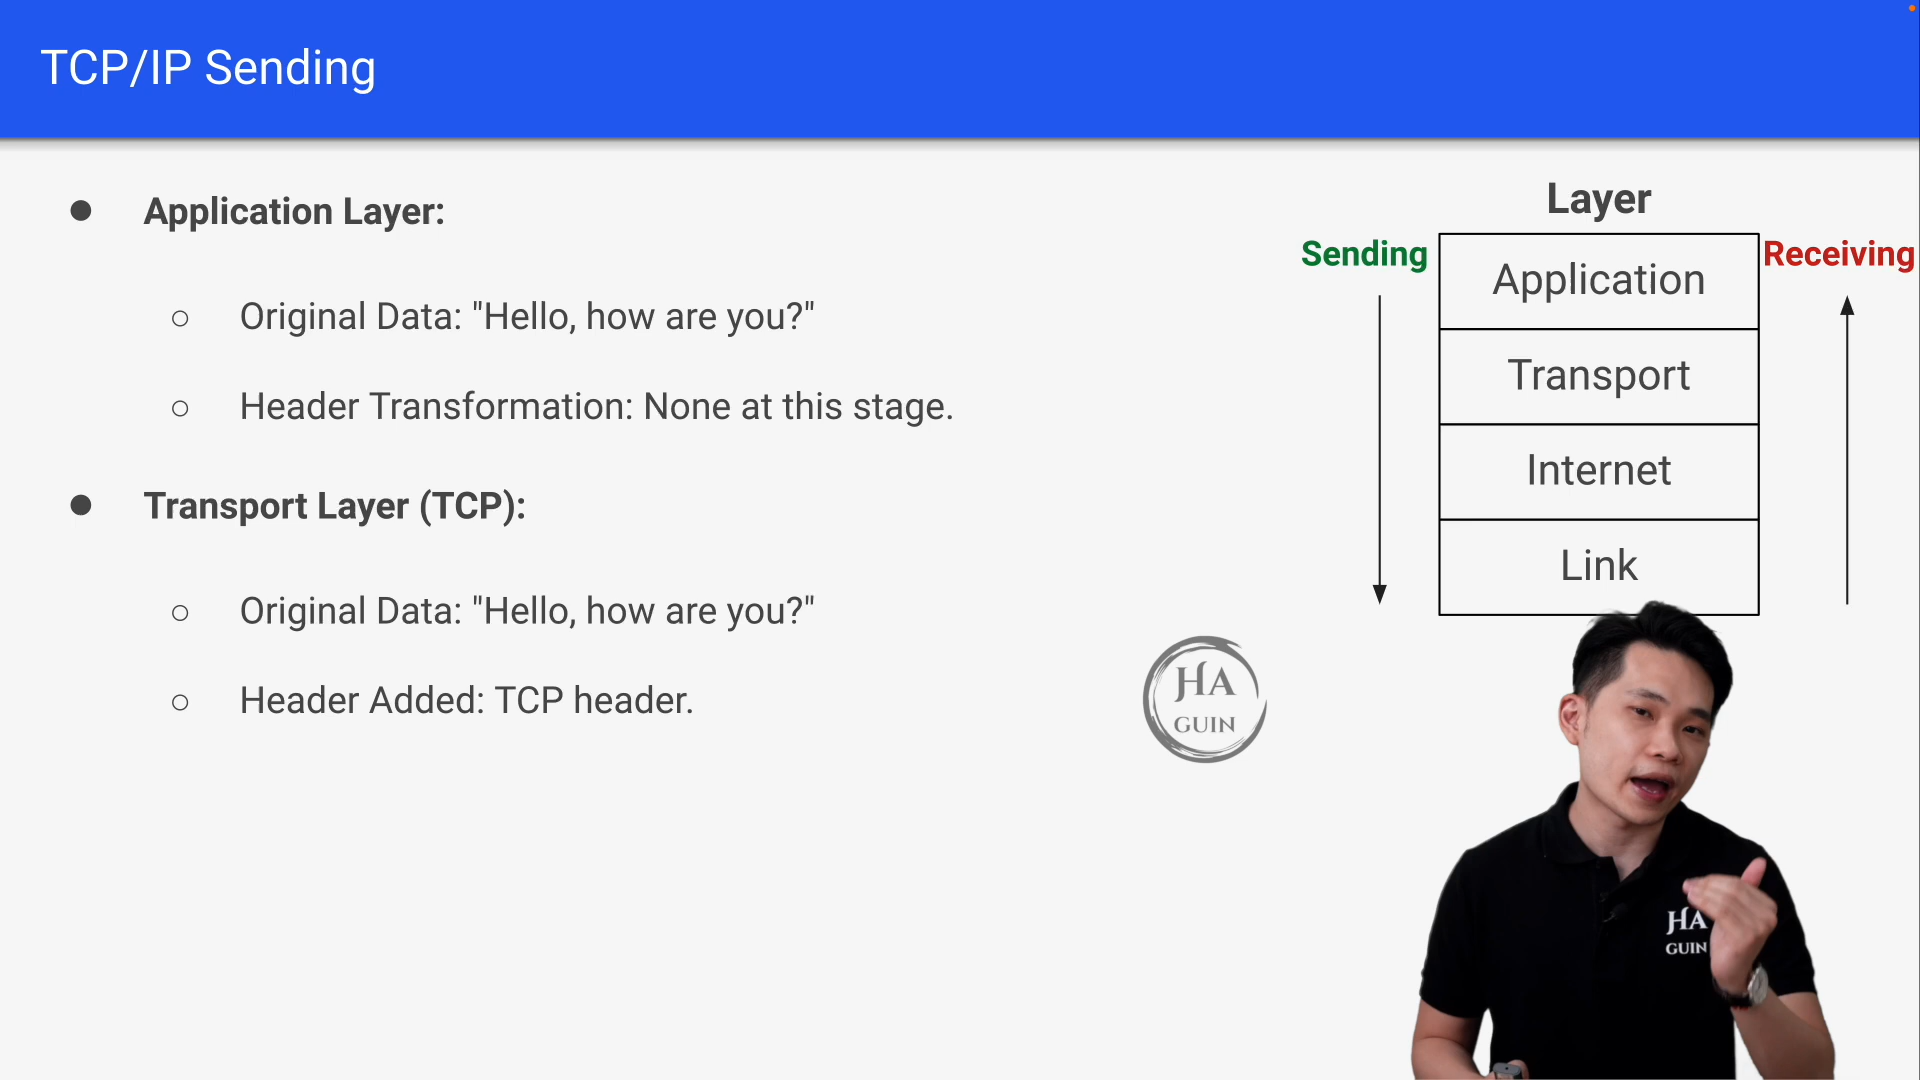 TCP/IP Sending
Application Layer:
Original Data: "Hello, how are you?"
Header Transformation: None at this stage.
Transport Layer (TCP):
Original Data: "Hello, how are you?"
Header Added: TCP header.
Layer
Sending
Receiving
Application
Transport
Internet
Link
HA
GUIN
HA
GUIN